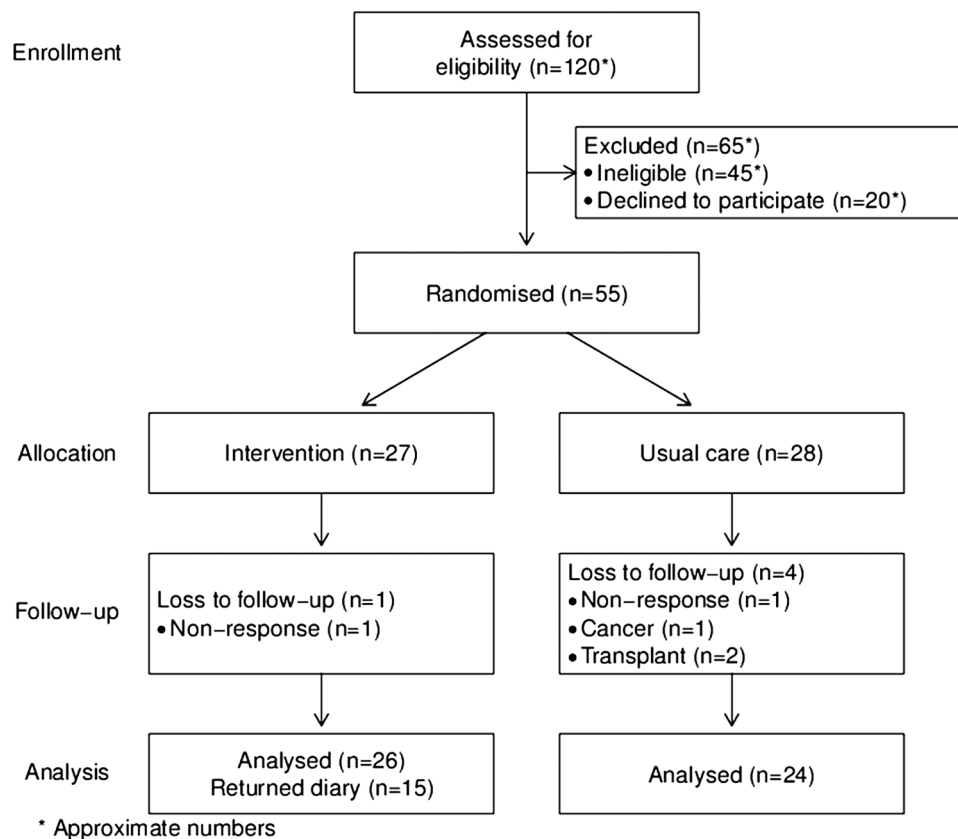 Enrollment
Assessed for
eligibility (n=120*)
Excluded (n=65*)
•Ineligible (n=45*)
•Declined to participate (n=20*)
Randomised (n=55)
Allocation
Intervention (n=27)
Usual care (n=28)
Follow−up
Loss to follow−up (n=1)
•Non−response (n=1)
Loss to follow−up (n=4)
•Non−response (n=1)
•Cancer (n=1)
•Transplant (n=2)
Analysis
Analysed (n=26)
Returned diary (n=15)
Analysed (n=24)
* Approximate numbers